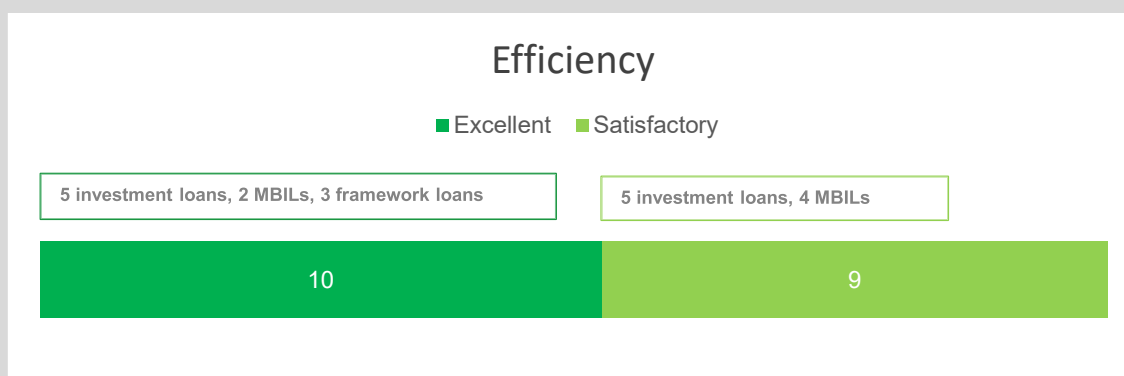 Efficiency
Excellent Satisfactory
5 investment loans, 2 MBILs, 3 framework loans
5 investment loans, 4 MBILs
10 9